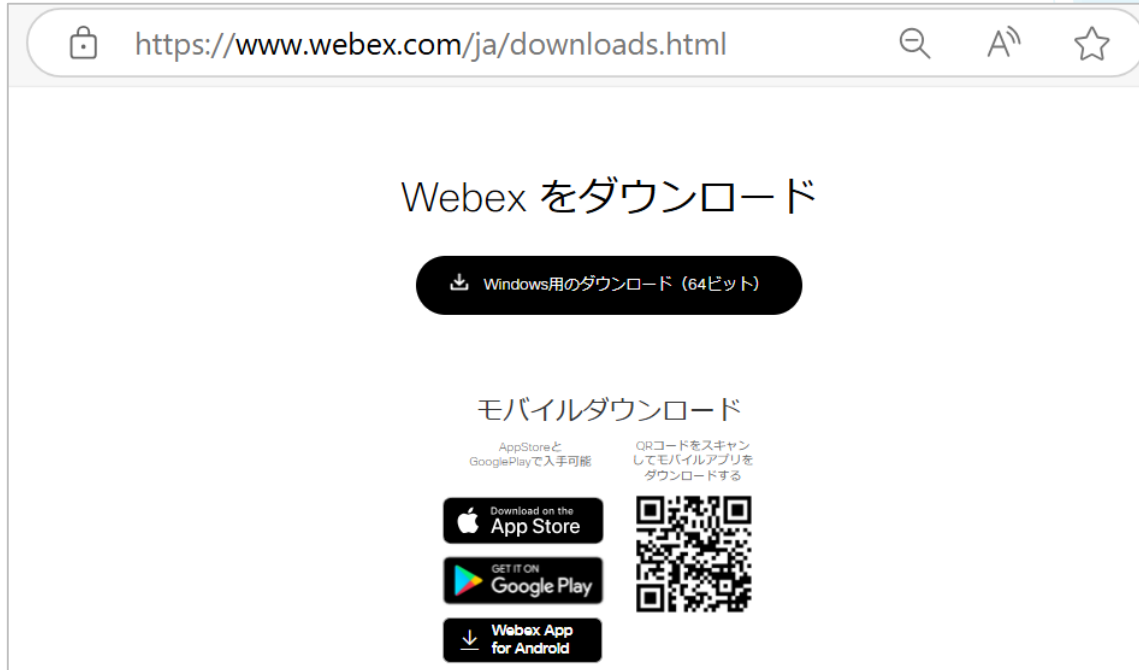 https://www.webex.com/ja/downloads.html
Webex をダウンロード
Windows用のダウンロード（64ビット）
モバイルダウンロード
AppStoreと
GooglePlayで入手可能
QRコードをスキャン
してモバイルアプリを
ダウンロードする
Download on the
App Store
GET IT ON
Google Play
Webex App
for Android